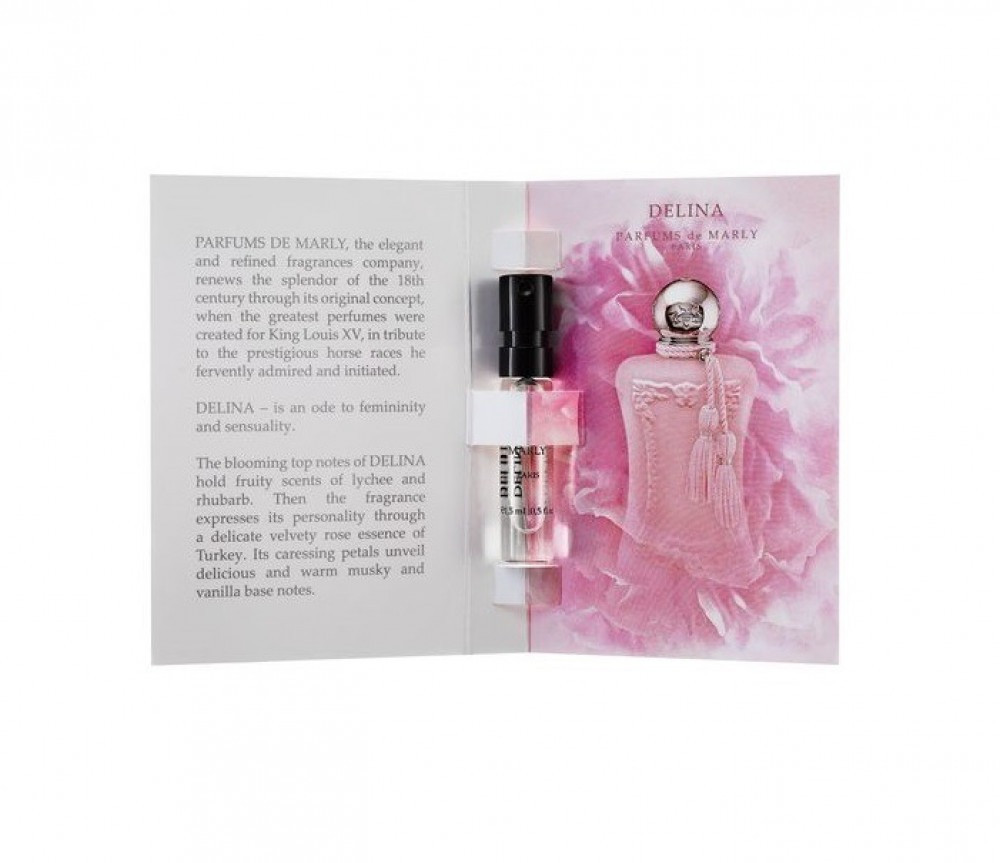 PARFUMS DE MARLY, the elegant
and refined fragrances company,
renews the splendor of the 18th
century through its original concept,
when the greatest perfumes were
created for King Louis XV, in tribute
to the prestigious horse races he
fervently admired and initiated.
DELINA – is an ode to femininity
and sensuality.
The blooming top notes of DELINA
hold fruity scents of lychee and
rhubarb. Then the fragrance
expresses its personality through
a delicate velvety rose essence of
Turkey. Its caressing petals unveil
delicious and warm musky and
vanilla base notes.
MARLY
PARIS
DELINA
PARFUMS de MARLY
PARIS